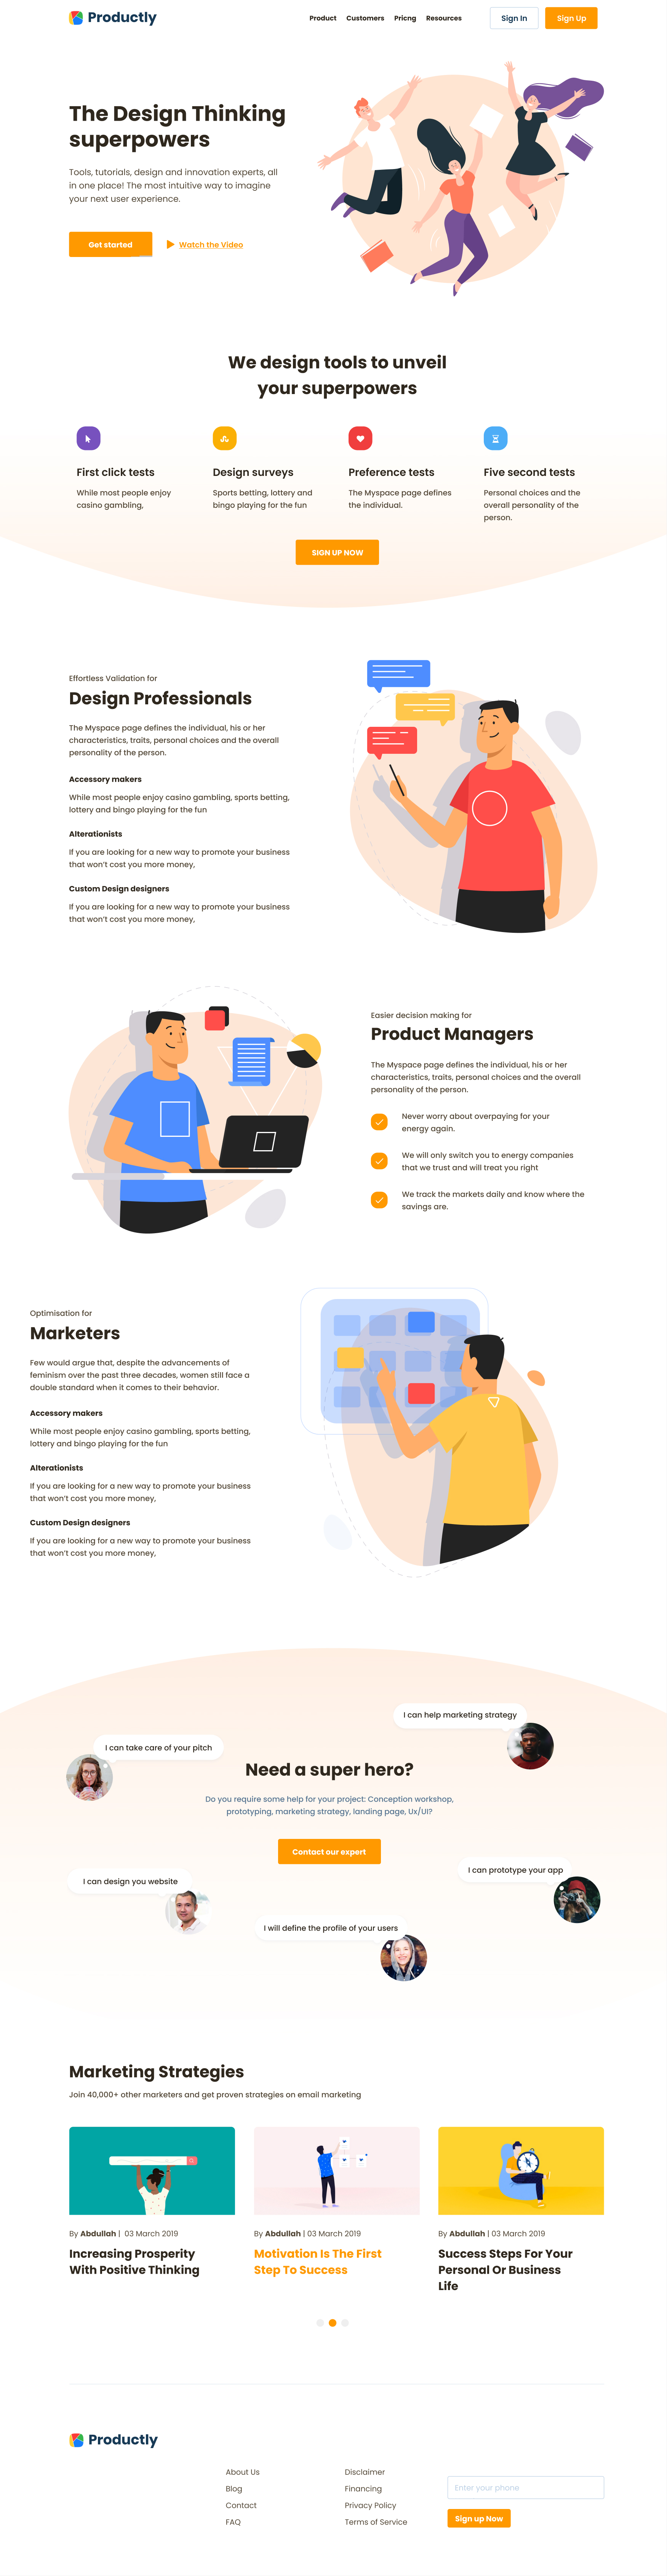 Productly
Product Customers Pricng Resources Sign In Sign Up
The Design Thinking
superpowers
Tools, tutorials, design and innovation experts, all
in one place! The most intuitive way to imagine
your next user experience.
Get started Watch the Video
We design tools to unveil
your superpowers
First click tests
While most people enjoy
casino gambling,
Design surveys
Sports betting, lottery and
bingo playing for the fun
Preference tests
The Myspace page defines
the individual.
Five second tests
Personal choices and the
overall personality of the
person.
SIGN UP NOW
Effortless Validation for
Design Professionals
The Myspace page defines the individual, his or her
characteristics, traits, personal choices and the overall
personality of the person.
Accessory makers
While most people enjoy casino gambling, sports betting,
lottery and bingo playing for the fun
Alterationists
If you are looking for a new way to promote your business
that won't cost you more money,
Custom Design designers
If you are looking for a new way to promote your business
that won't cost you more money,
Easier decision making for
Product Managers
The Myspace page defines the individual, his or her
characteristics, traits, personal choices and the overall
personality of the person.
Never worry about overpaying for your
energy again.
We will only switch you to energy companies
that we trust and will treat you right
We track the markets daily and know where the
savings are.
Optimisation for
Marketers
Few would argue that, despite the advancements of
feminism over the past three decades, women still face a
double standard when it comes to their behavior.
Accessory makers
While most people enjoy casino gambling, sports betting,
lottery and bingo playing for the fun
Alterationists
If you are looking for a new way to promote your business
that won't cost you more money,
Custom Design designers
If you are looking for a new way to promote your business
that won't cost you more money,
I can help marketing strategy
I can take care of your pitch
Need a super hero?
Do you require some help for your project: Conception workshop,
prototyping, marketing strategy, landing page, Ux/UI?
Contact our expert
I can prototype your app
I can design you website
I will define the profile of your users
Marketing Strategies
Join 40,000+ other marketers and get proven strategies on email marketing
By Abdullah | 03 March 2019
Increasing Prosperity
With Positive Thinking
By Abdullah | 03 March 2019
Motivation Is The First
Step To Success
By Abdullah | 03 March 2019
Success Steps For Your
Personal Or Business
Life
Productly
About Us
Blog
Contact
FAQ
Disclaimer
Financing
Privacy Policy
Terms of Service
Enter your phone
Sign up Now